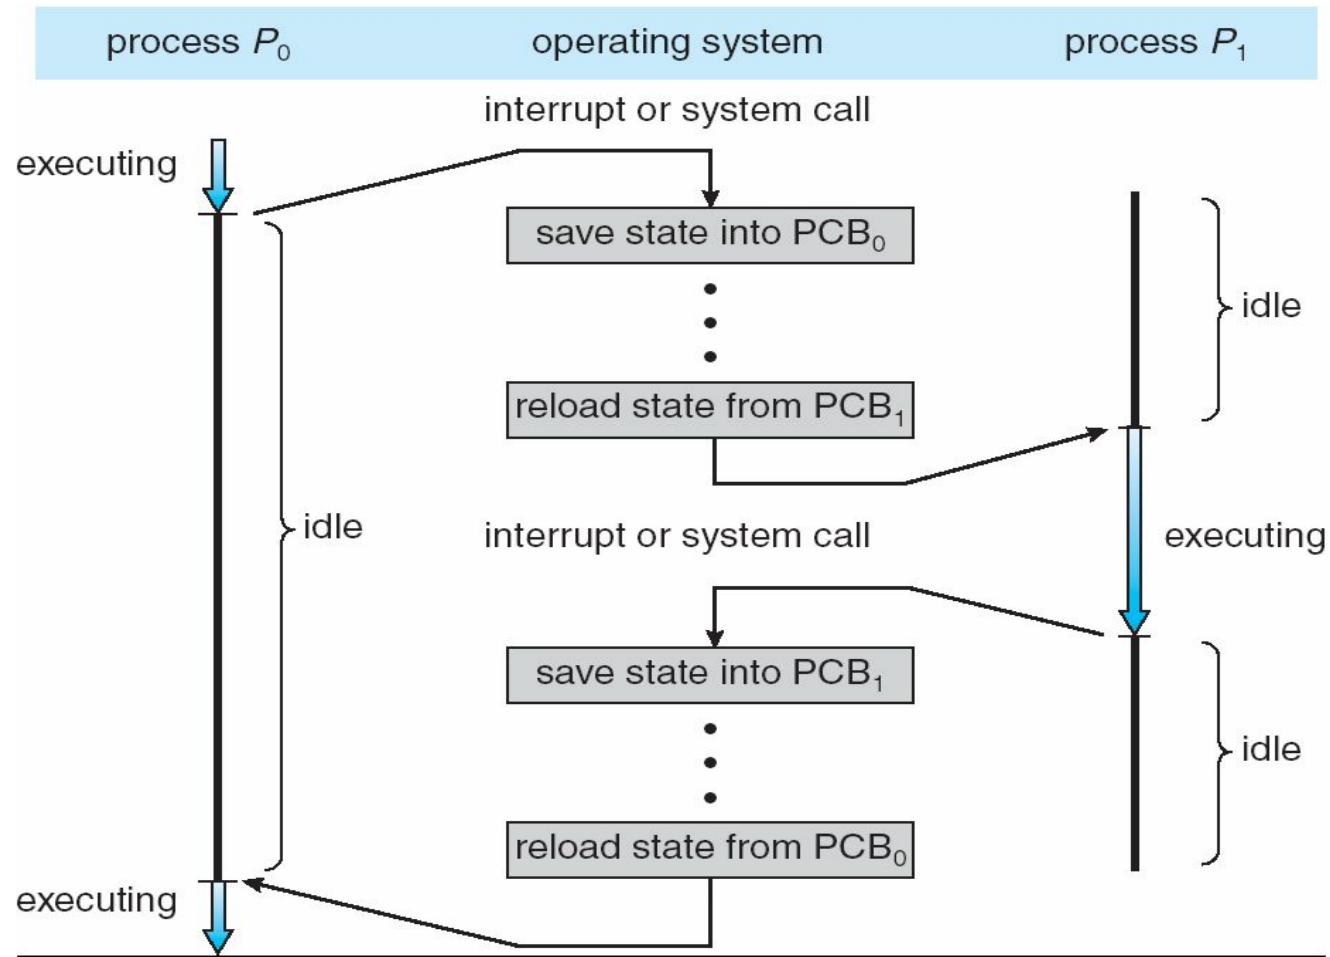 process P₀
operating system
process P₁
interrupt or system call
executing
save state into PCB₀
idle
reload state from PCB₁
idle
interrupt or system call
executing
save state into PCB₁
idle
reload state from PCB₀
executing